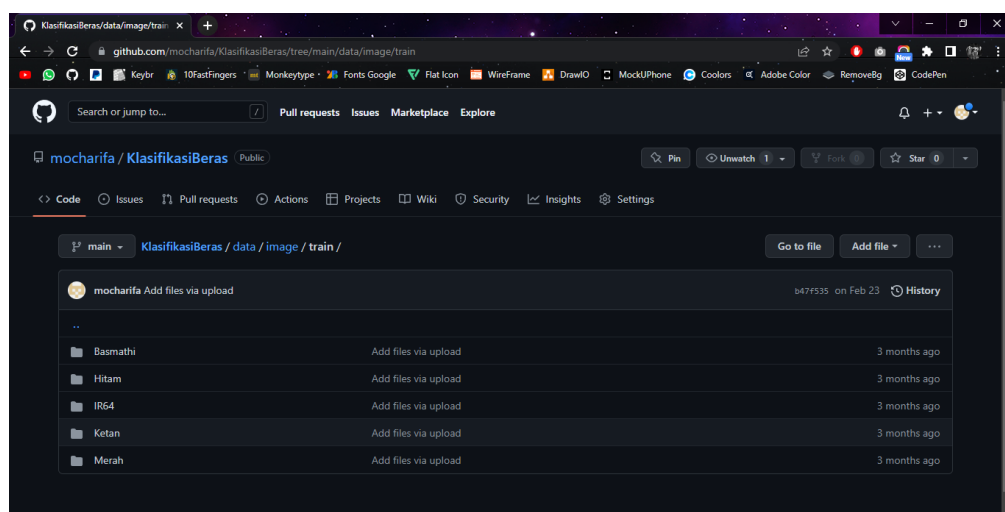 KlasifikasiBeras/data/image/train
github.com/mocharifa/KlasifikasiBeras/tree/main/data/image/train
New
Keybr 10FastFingers Monkeytype Fonts Google Flat Icon WireFrame DrawIO MockUPhone Coolors Adobe Color RemoveBg CodePen
Search or jump to... / Pull requests Issues Marketplace Explore
mocharifa / KlasifikasiBeras Public Pin Unwatch 1 Fork 0 Star 0
<> Code Issues Pull requests Actions Projects Wiki Security Insights Settings
main KlasifikasiBeras / data / image / train / Go to file Add file ...
mocharifa Add files via upload b47f535 on Feb 23 History
..
Basmathi Add files via upload 3 months ago
Hitam Add files via upload 3 months ago
IR64 Add files via upload 3 months ago
Ketan Add files via upload 3 months ago
Merah Add files via upload 3 months ago